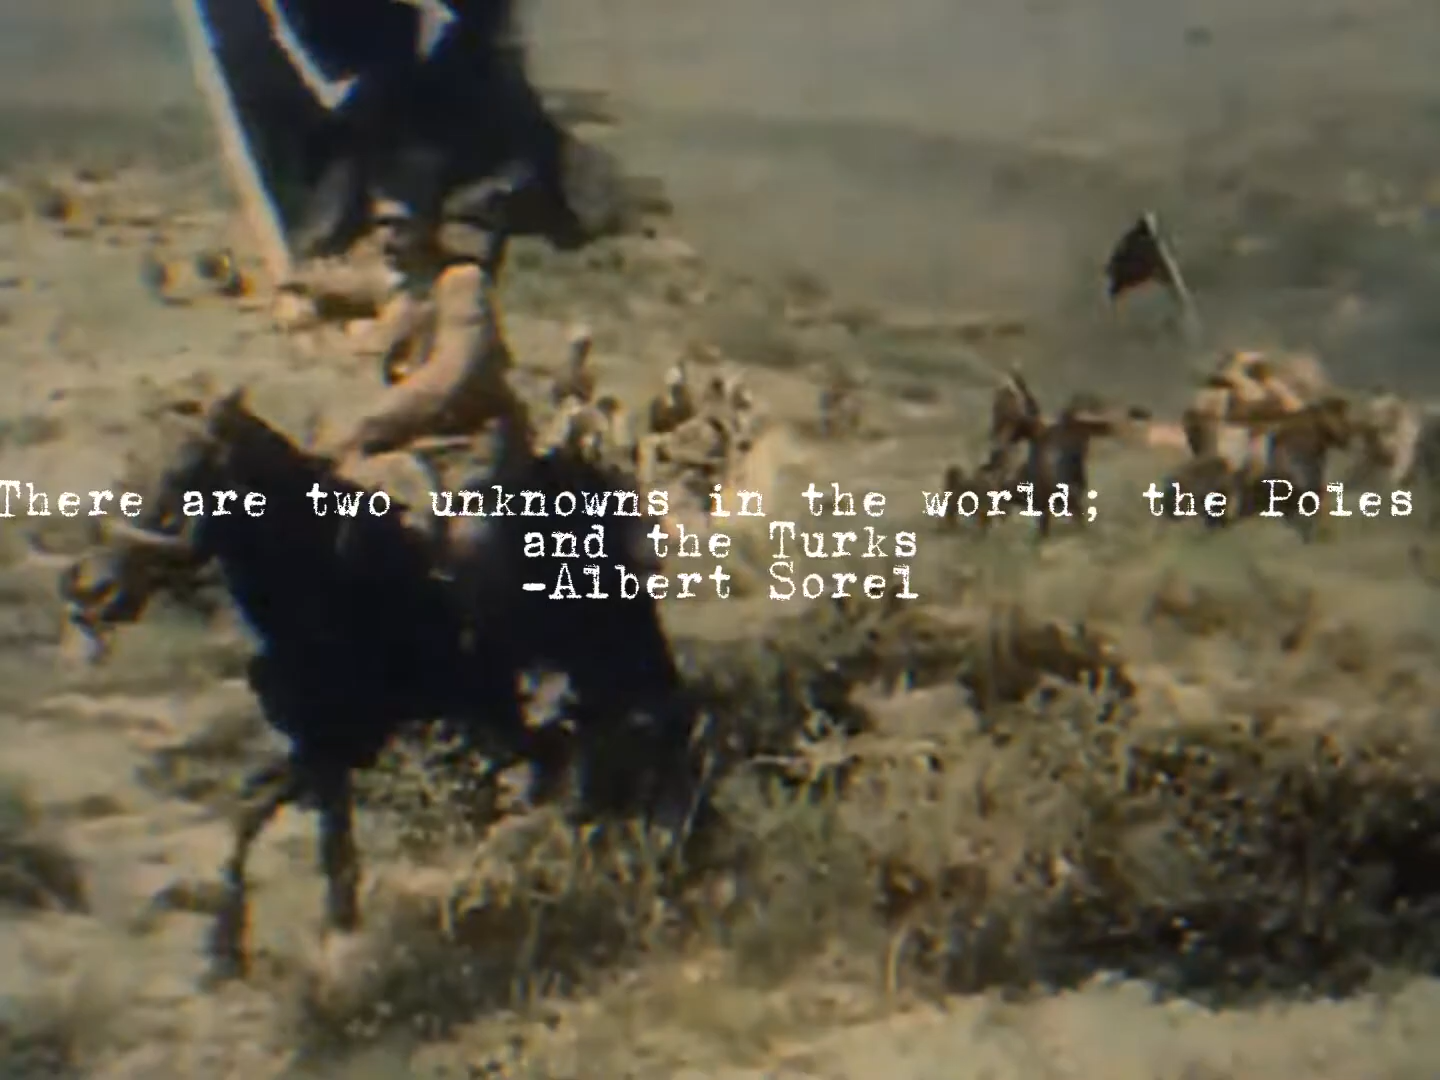 There are two unknowns in the world; the Poles
and the Turks
-Albert Sorel